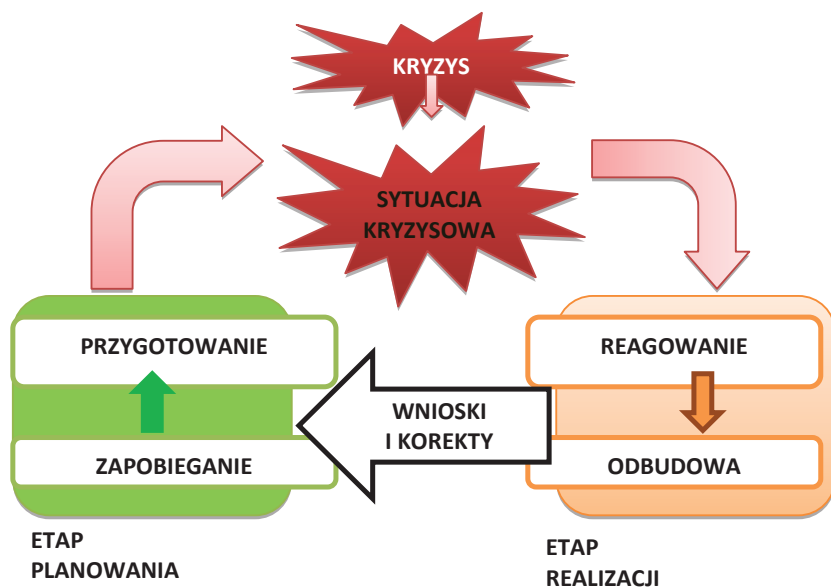 KRYZYS
SYTUACJA
KRYZYSOWA
PRZYGOTOWANIE
ZAPOBIEGANIE
WNIOSKI
I KOREKTY
REAGOWANIE
ODBUDOWA
ETAP
PLANOWANIA
ETAP
REALIZACJI